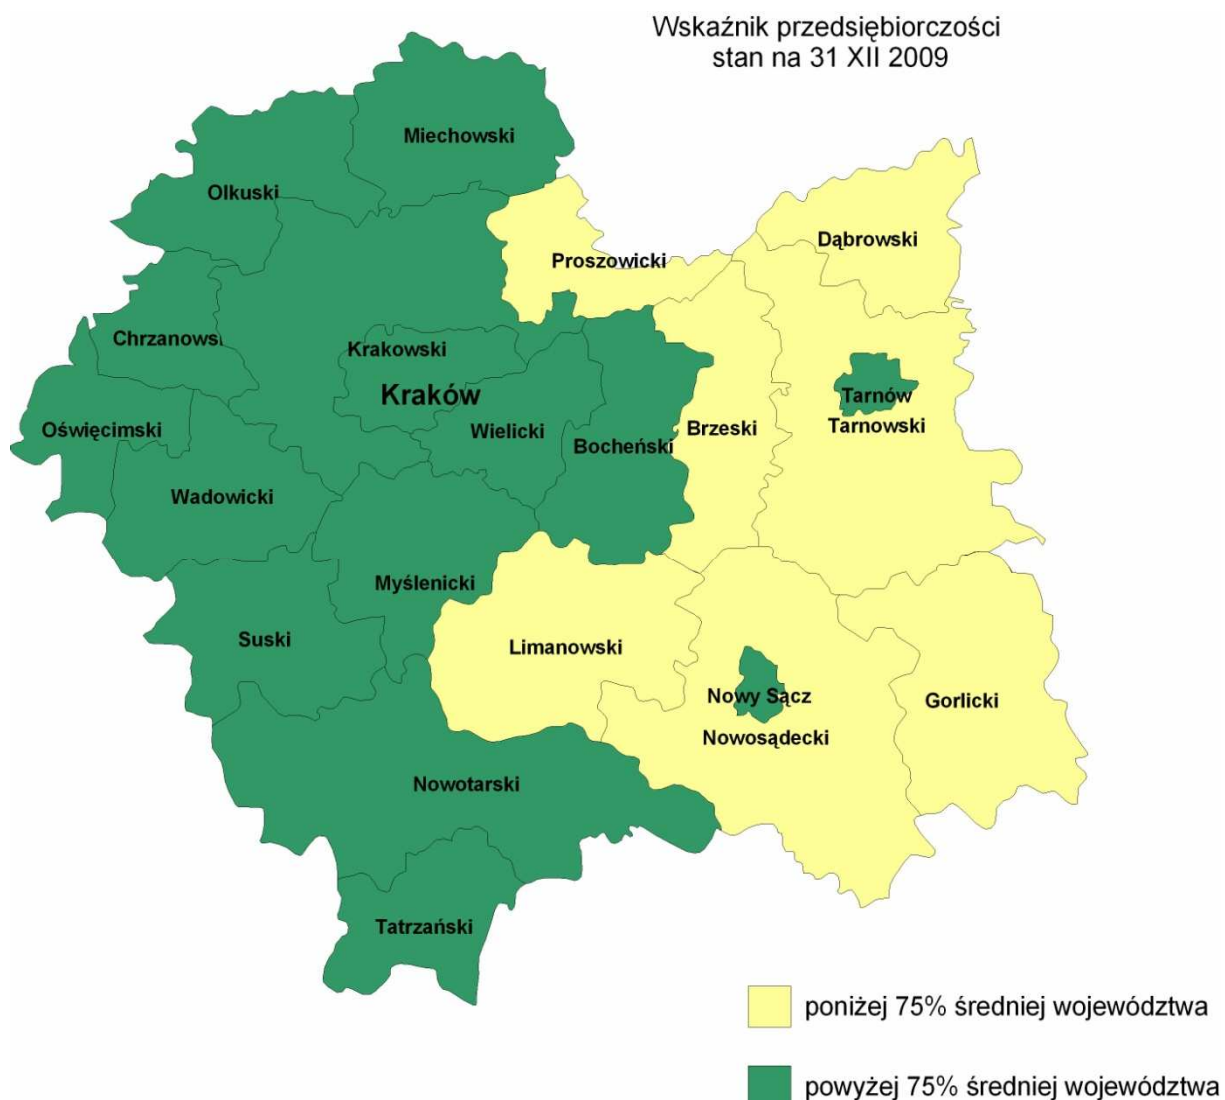 Wskaźnik przedsiębiorczości
stan na 31 XII 2009
Miechowski
Olkuski
Dąbrowski
Proszowicki
Chrzanows
Krakowski
Kraków
Tarnów
Tarnowski
Oświęcimski
Wielicki
Bocheński
Brzeski
Wadowicki
Myślenicki
Suski
Limanowski
Nowy Sącz
Nowosądecki
Gorlicki
Nowotarski
Tatrzański
poniżej 75% średniej województwa
powyżej 75% średniej województwa